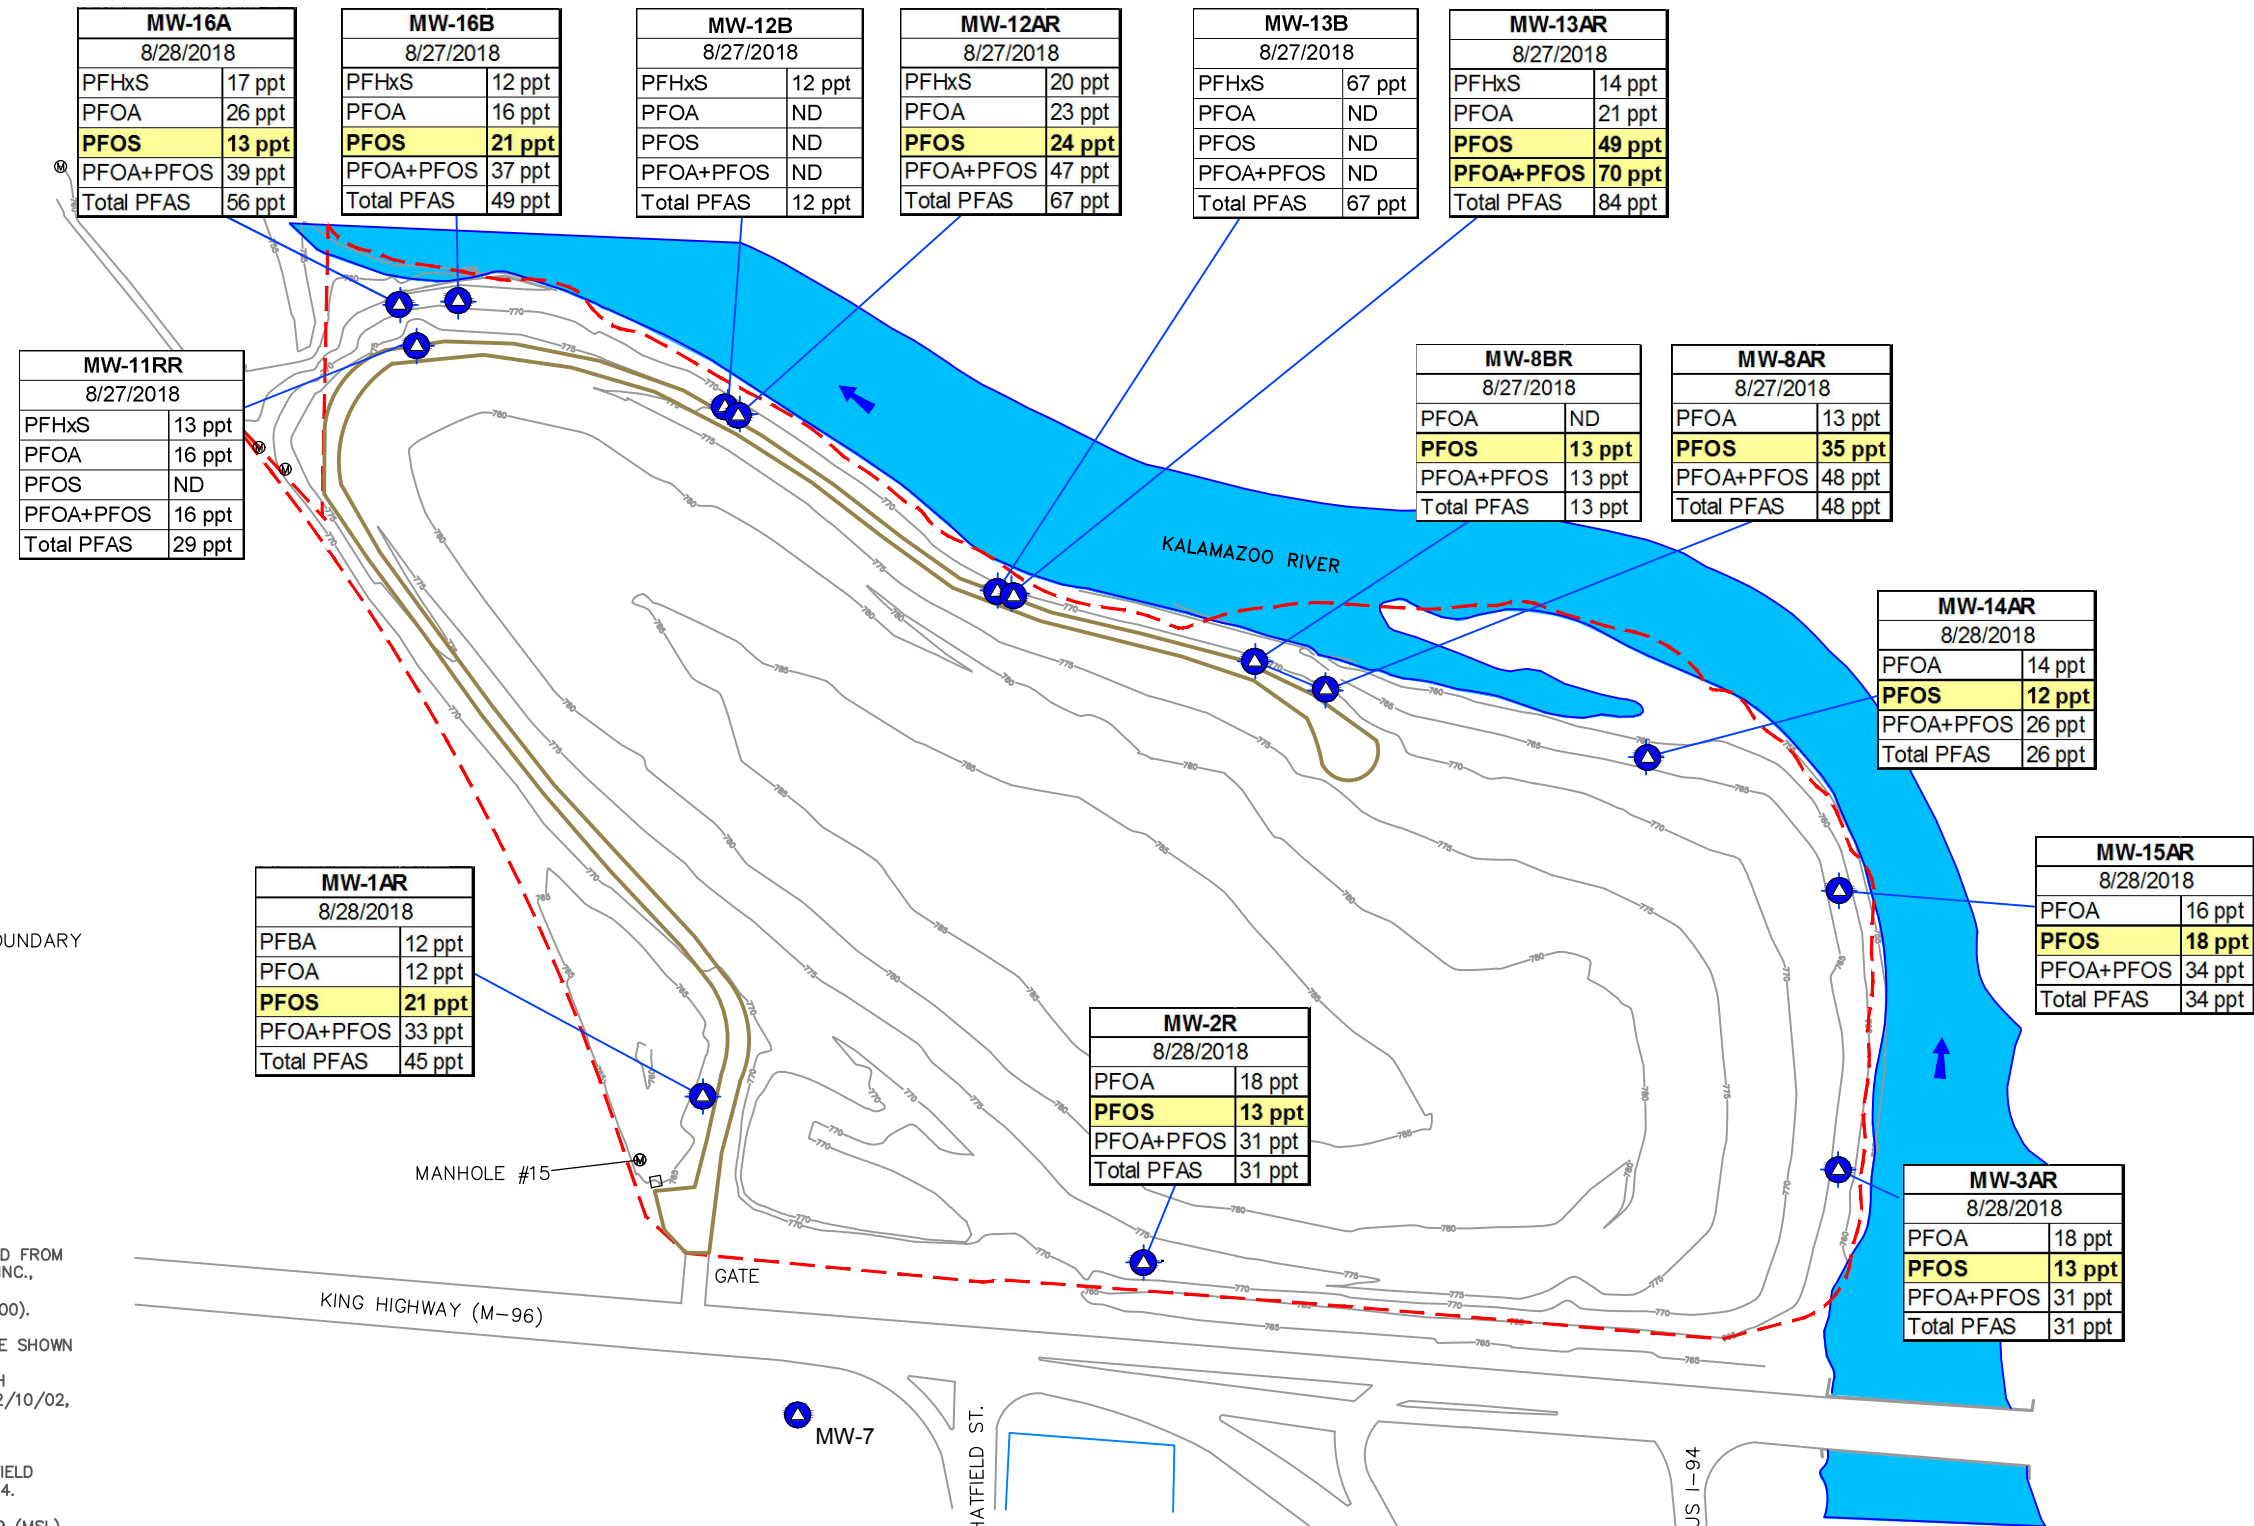 MW-16A
8/28/2018
PFHxS 17 ppt
PFOA 26 ppt
PFOS 13 ppt
PFOA+PFOS 39 ppt
Total PFAS 56 ppt
MW-16B
8/27/2018
PFHxS 12 ppt
PFOA 16 ppt
PFOS 21 ppt
PFOA+PFOS 37 ppt
Total PFAS 49 ppt
MW-12B
8/27/2018
PFHxS 12 ppt
PFOA ND
PFOS ND
PFOA+PFOS ND
Total PFAS 12 ppt
MW-12AR
8/27/2018
PFHxS 20 ppt
PFOA 23 ppt
PFOS 24 ppt
PFOA+PFOS 47 ppt
Total PFAS 67 ppt
MW-13B
8/27/2018
PFHxS 67 ppt
PFOA ND
PFOS ND
PFOA+PFOS ND
Total PFAS 67 ppt
MW-13AR
8/27/2018
PFHxS 14 ppt
PFOA 21 ppt
PFOS 49 ppt
PFOA+PFOS 70 ppt
Total PFAS 84 ppt
MW-11RR
8/27/2018
PFHxS 13 ppt
PFOA 16 ppt
PFOS ND
PFOA+PFOS 16 ppt
Total PFAS 29 ppt
MW-8BR
8/27/2018
PFOA ND
PFOS 13 ppt
PFOA+PFOS 13 ppt
Total PFAS 13 ppt
MW-8AR
8/27/2018
PFOA 13 ppt
PFOS 35 ppt
PFOA+PFOS 48 ppt
Total PFAS 48 ppt
KALAMAZOO RIVER
MW-14AR
8/28/2018
PFOA 14 ppt
PFOS 12 ppt
PFOA+PFOS 26 ppt
Total PFAS 26 ppt
MW-15AR
8/28/2018
PFOA 16 ppt
PFOS 18 ppt
PFOA+PFOS 34 ppt
Total PFAS 34 ppt
MW-1AR
8/28/2018
PFBA 12 ppt
PFOA 12 ppt
PFOS 21 ppt
PFOA+PFOS 33 ppt
Total PFAS 45 ppt
OUNDARY
MW-2R
8/28/2018
PFOA 18 ppt
PFOS 13 ppt
PFOA+PFOS 31 ppt
Total PFAS 31 ppt
MANHOLE #15
MW-3AR
8/28/2018
PFOA 18 ppt
PFOS 13 ppt
PFOA+PFOS 31 ppt
Total PFAS 31 ppt
GATE
KING HIGHWAY (M-96)
D FROM
INC.,
00).
E SHOWN
H
2/10/02,
IELD
4.
(MSL)
MW-7
HATFIELD ST.
US I-94